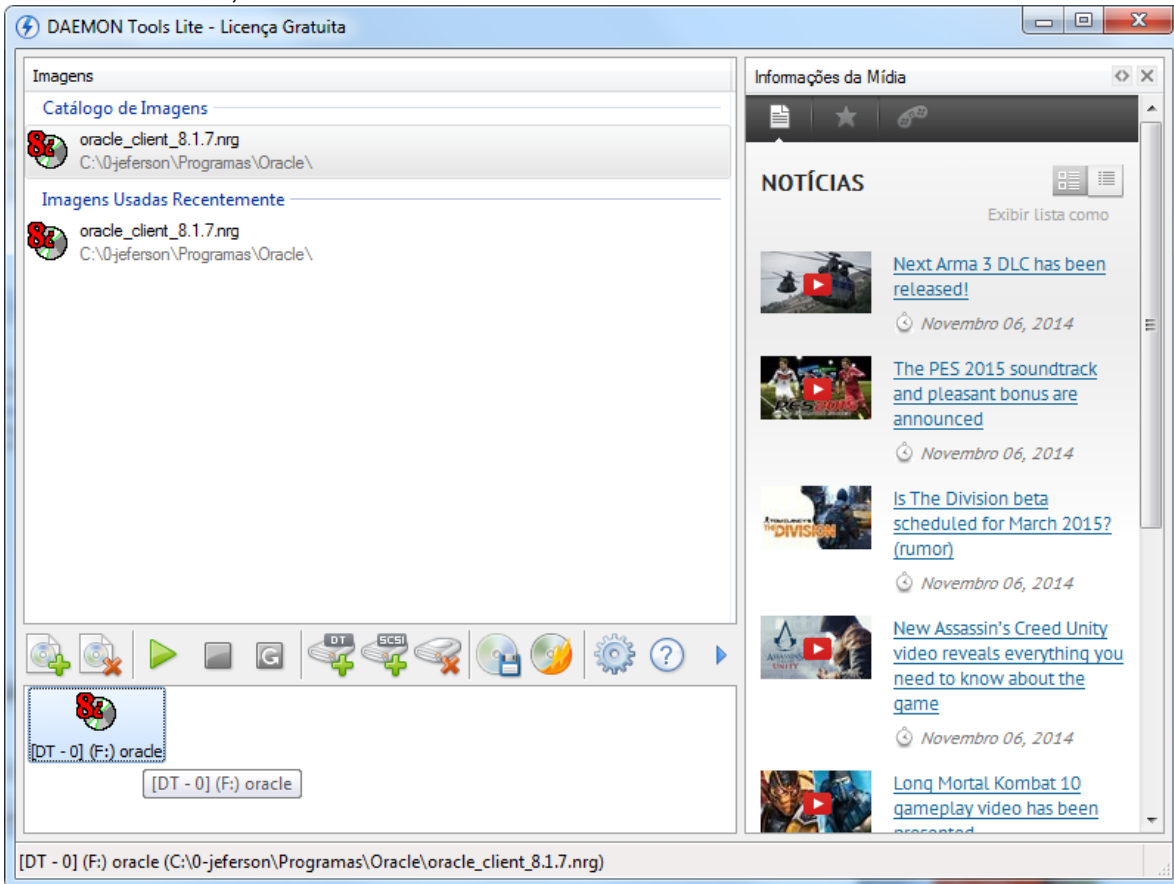 DAEMON Tools Lite - Licença Gratuita
Imagens
Catálogo de Imagens
oracle_client_8.1.7.nrg
C:\0-jeferson\Programas\Oracle\
Imagens Usadas Recentemente
oracle_client_8.1.7.nrg
C:\0-jeferson\Programas\Oracle\
DT
SCSI
G
[DT - 0] (F:) oracle
[DT - 0] (F:) oracle
Informações da Mídia
NOTÍCIAS
Exibir lista como
Next Arma 3 DLC has been
released!
Novembro 06, 2014
The PES 2015 soundtrack
and pleasant bonus are
announced
Novembro 06, 2014
Is The Division beta
scheduled for March 2015?
(rumor)
Novembro 06, 2014
New Assassin's Creed Unity
video reveals everything you
need to know about the
game
Novembro 06, 2014
Long Mortal Kombat 10
gameplay video has been
presented
[DT - 0] (F:) oracle (C:\0-jeferson\Programas\Oracle\oracle_client_8.1.7.nrg)